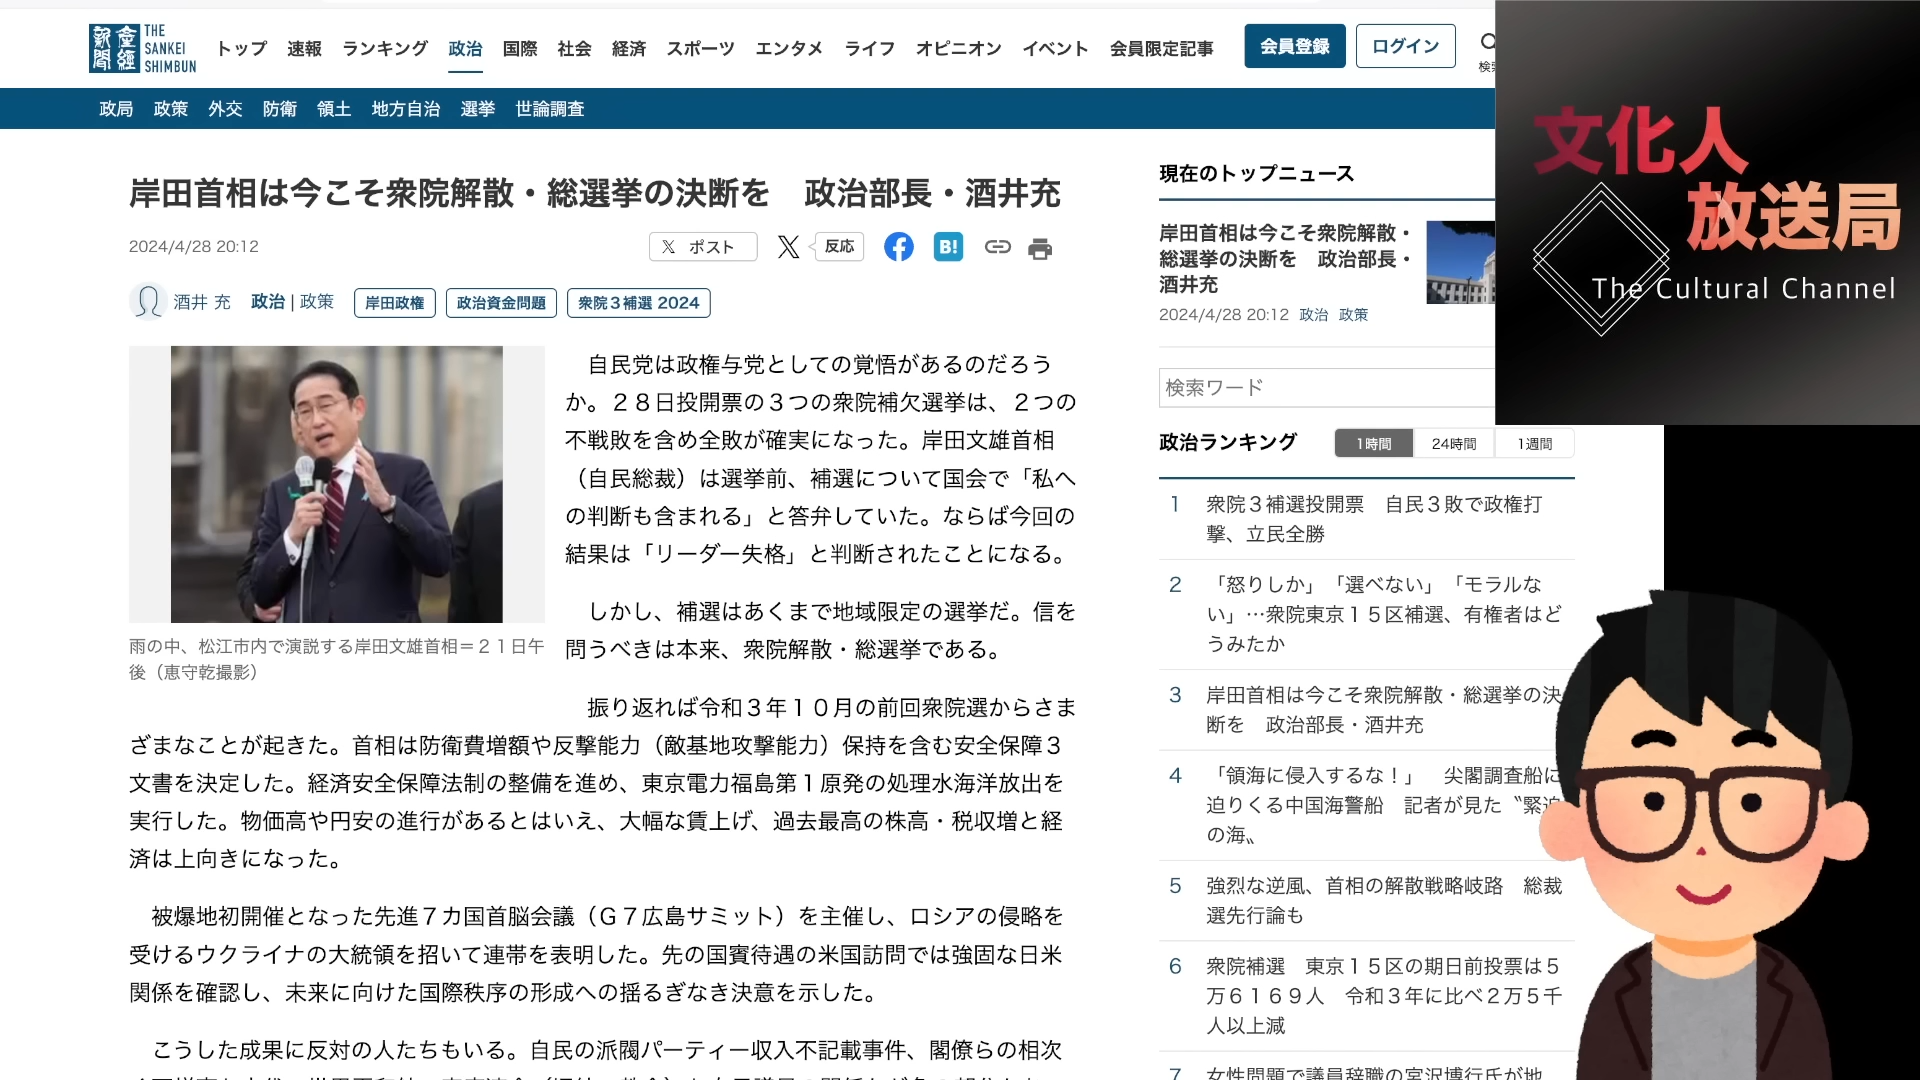 産經新聞
THE SANKEI SHIMBUN
トップ 速報 ランキング 政治 国際 社会 経済 スポーツ エンタメ ライフ オピニオン イベント 会員限定記事
会員登録
ログイン
政局 政策 外交 防衛 領土 地方自治 選挙 世論調査
岸田首相は今こそ衆院解散・総選挙の決断を　政治部長・酒井充
2024/4/28 20:12
ポスト
反応
B!
酒井 充 政治 | 政策 岸田政権 政治資金問題 衆院３補選 2024
雨の中、松江市内で演説する岸田文雄首相＝２１日午
後（恵守乾撮影）
自民党は政権与党としての覚悟があるのだろう
か。２８日投開票の３つの衆院補欠選挙は、２つの
不戦敗を含め全敗が確実になった。岸田文雄首相
（自民総裁）は選挙前、補選について国会で「私へ
の判断も含まれる」と答弁していた。ならば今回の
結果は「リーダー失格」と判断されたことになる。
しかし、補選はあくまで地域限定の選挙だ。信を
問うべきは本来、衆院解散・総選挙である。
振り返れば令和３年１０月の前回衆院選からさま
ざまなことが起きた。首相は防衛費増額や反撃能力（敵基地攻撃能力）保持を含む安全保障３
文書を決定した。経済安全保障法制の整備を進め、東京電力福島第１原発の処理水海洋放出を
実行した。物価高や円安の進行があるとはいえ、大幅な賃上げ、過去最高の株高・税収増と経
済は上向きになった。
被爆地初開催となった先進７カ国首脳会議（Ｇ７広島サミット）を主催し、ロシアの侵略を
受けるウクライナの大統領を招いて連帯を表明した。先の国賓待遇の米国訪問では強固な日米
関係を確認し、未来に向けた国際秩序の形成への揺るぎなき決意を示した。
こうした成果に反対の人たちもいる。自民の派閥パーティー収入不記載事件、閣僚らの相次
現在のトップニュース
岸田首相は今こそ衆院解散・
総選挙の決断を　政治部長・
酒井充
2024/4/28 20:12 政治 政策
検索ワード
政治ランキング
1時間 24時間 1週間
1 衆院３補選投開票　自民３敗で政権打
撃、立民全勝
2 「怒りしか」「選べない」「モラルな
い」…衆院東京１５区補選、有権者はど
うみたか
3 岸田首相は今こそ衆院解散・総選挙の決
断を　政治部長・酒井充
4 「領海に侵入するな！」　尖閣調査船に
迫りくる中国海警船　記者が見た〝緊迫
の海〟
5 強烈な逆風、首相の解散戦略岐路　総裁
選先行論も
6 衆院補選　東京１５区の期日前投票は５
万６１６９人　令和３年に比べ２万５千
人以上減
7 女性問題で議員辞職の宮沢博行氏が地
文化人
放送局
The Cultural Channel